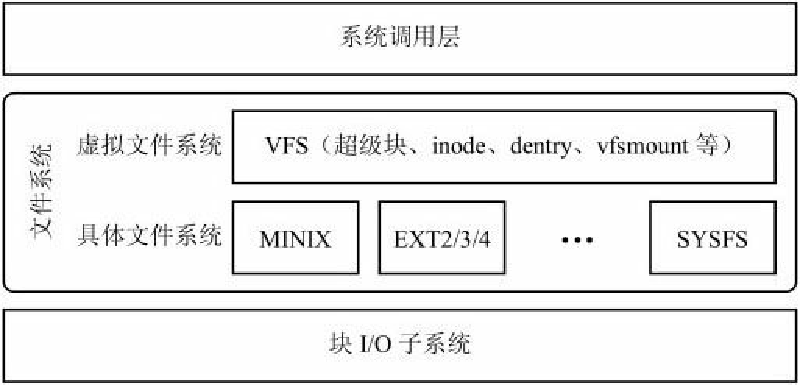 系统调用层
文件系统
虚拟文件系统
VFS（超级块、inode、dentry、vfsmount 等）
具体文件系统
MINIX
EXT2/3/4
•••
SYSFS
块 I/O 子系统